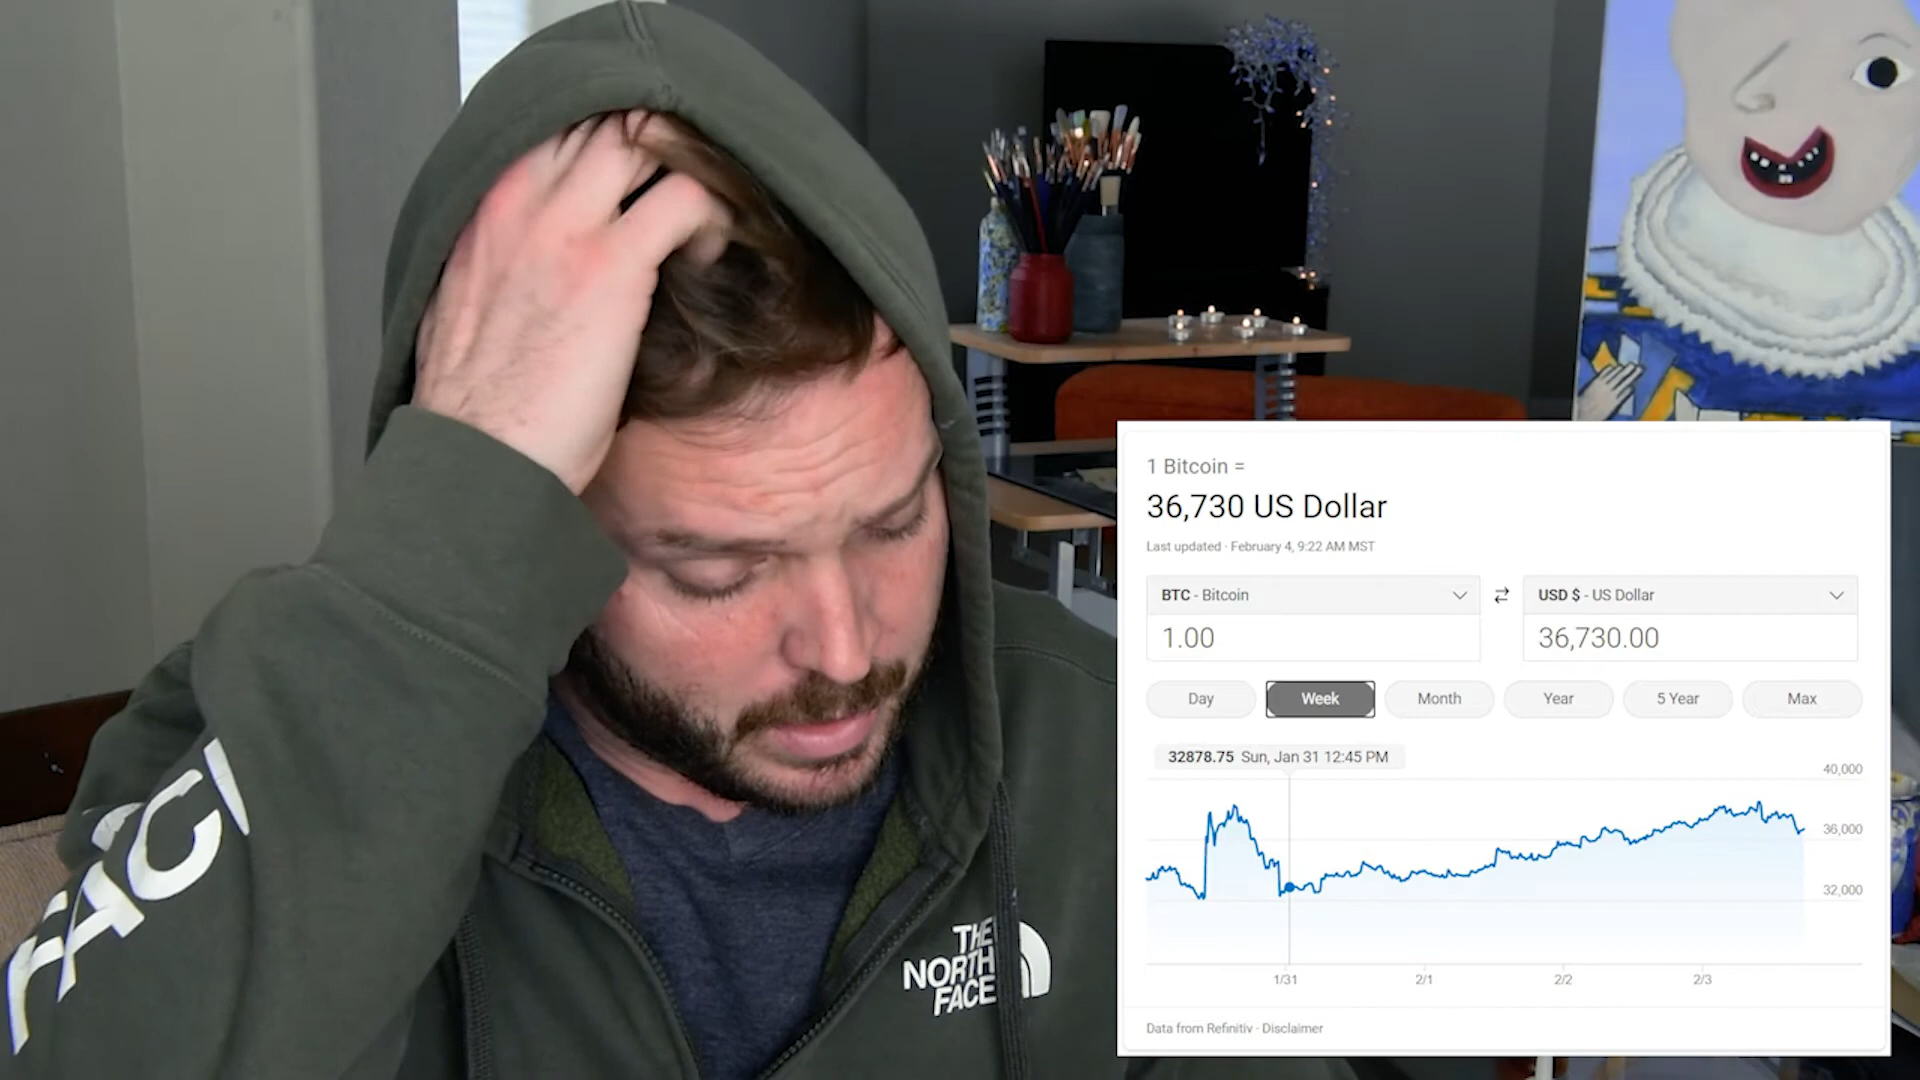 1 Bitcoin =
36,730 US Dollar
Last updated · February 4, 9:22 AM MST
BTC - Bitcoin
USD $ - US Dollar
1.00
36,730.00
Day
Week
Month
Year
5 Year
Max
32878.75 Sun, Jan 31 12:45 PM
40,000
36,000
32,000
1/31
2/1
2/2
2/3
Data from Refinitiv · Disclaimer
THE
NORTH
FACE
FACE